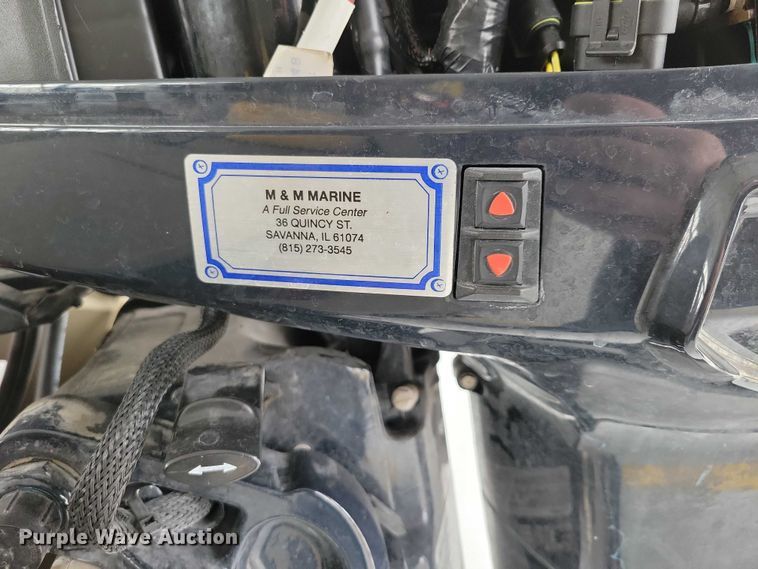 M & M MARINE
A Full Service Center
36 QUINCY ST.
SAVANNA, IL 61074
(815) 273-3545
Purple Wave Auction